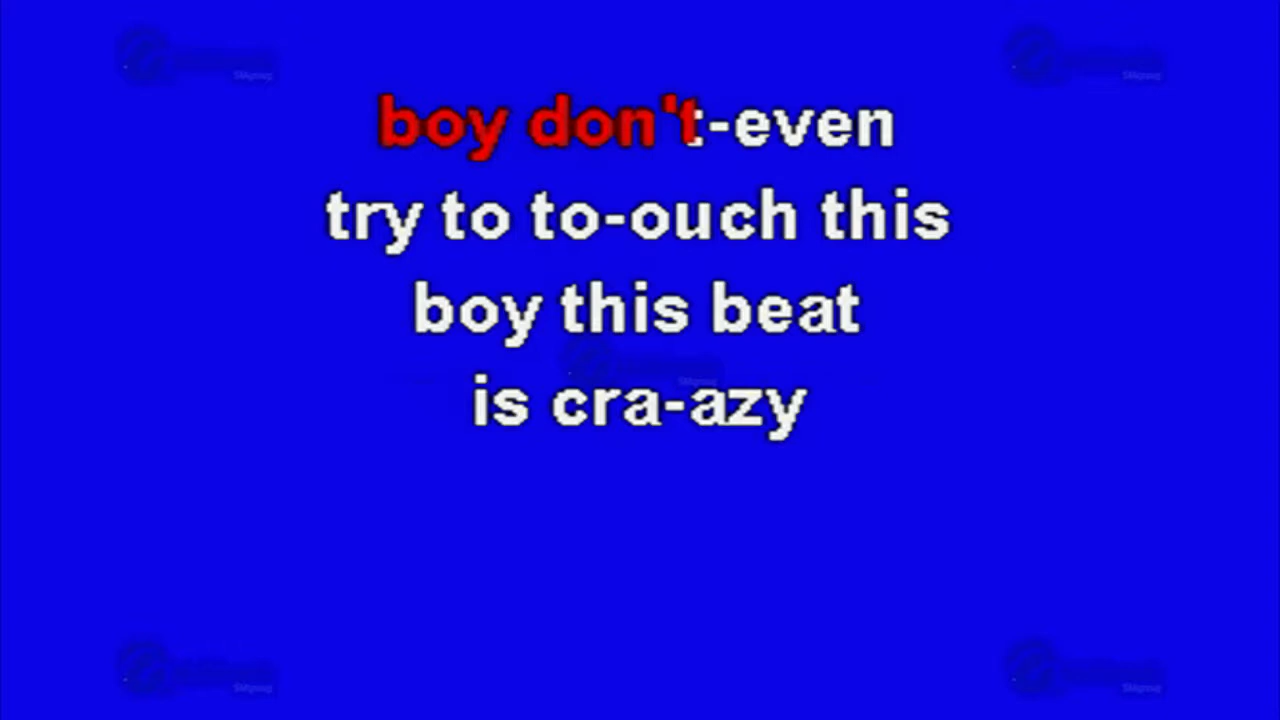 boy don't-even
try to to-ouch this
boy this beat
is cra-azy